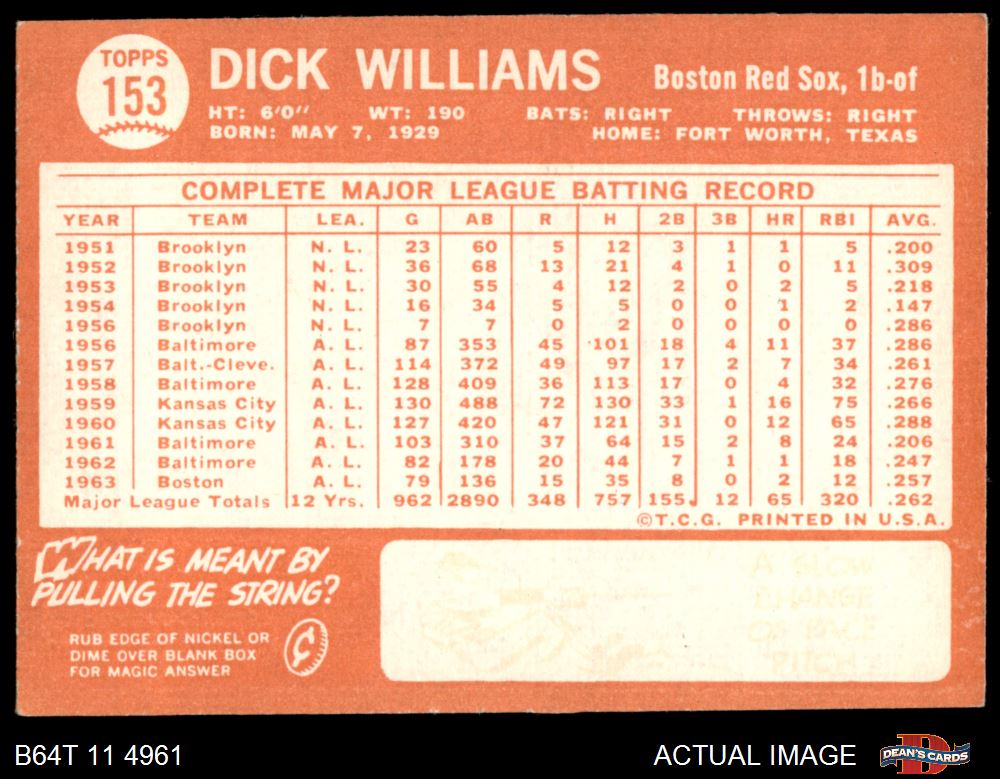 TOPPS
153
DICK WILLIAMS
Boston Red Sox, 1b-of
HT: 6'0" WT: 190 BATS: RIGHT THROWS: RIGHT
BORN: MAY 7, 1929 HOME: FORT WORTH, TEXAS
COMPLETE MAJOR LEAGUE BATTING RECORD
YEAR TEAM LEA. G AB R H 2B 3B HR RBI AVG.
1951 Brooklyn N. L. 23 60 5 12 3 1 1 5 .200
1952 Brooklyn N. L. 36 68 13 21 4 1 0 11 .309
1953 Brooklyn N. L. 30 55 4 12 2 0 2 5 .218
1954 Brooklyn N. L. 16 34 5 5 0 0 1 2 .147
1956 Brooklyn N. L. 7 7 0 2 0 0 0 0 .286
1956 Baltimore A. L. 87 353 45 101 18 4 11 37 .286
1957 Balt.-Cleve. A. L. 114 372 49 97 17 2 7 34 .261
1958 Baltimore A. L. 128 409 36 113 17 0 4 32 .276
1959 Kansas City A. L. 130 488 72 130 33 1 16 75 .266
1960 Kansas City A. L. 127 420 47 121 31 0 12 65 .288
1961 Baltimore A. L. 103 310 37 64 15 2 8 24 .206
1962 Baltimore A. L. 82 178 20 44 7 1 1 18 .247
1963 Boston A. L. 79 136 15 35 8 0 2 12 .257
Major League Totals 12 Yrs. 962 2890 348 757 155 12 65 320 .262
©T.C.G. PRINTED IN U.S.A.
WHAT IS MEANT BY
PULLING THE STRING?
RUB EDGE OF NICKEL OR
DIME OVER BLANK BOX
FOR MAGIC ANSWER
A SLOW
CHANGE
OF PACE
PITCH
B64T 11 4961
ACTUAL IMAGE
DEAN'S CARDS